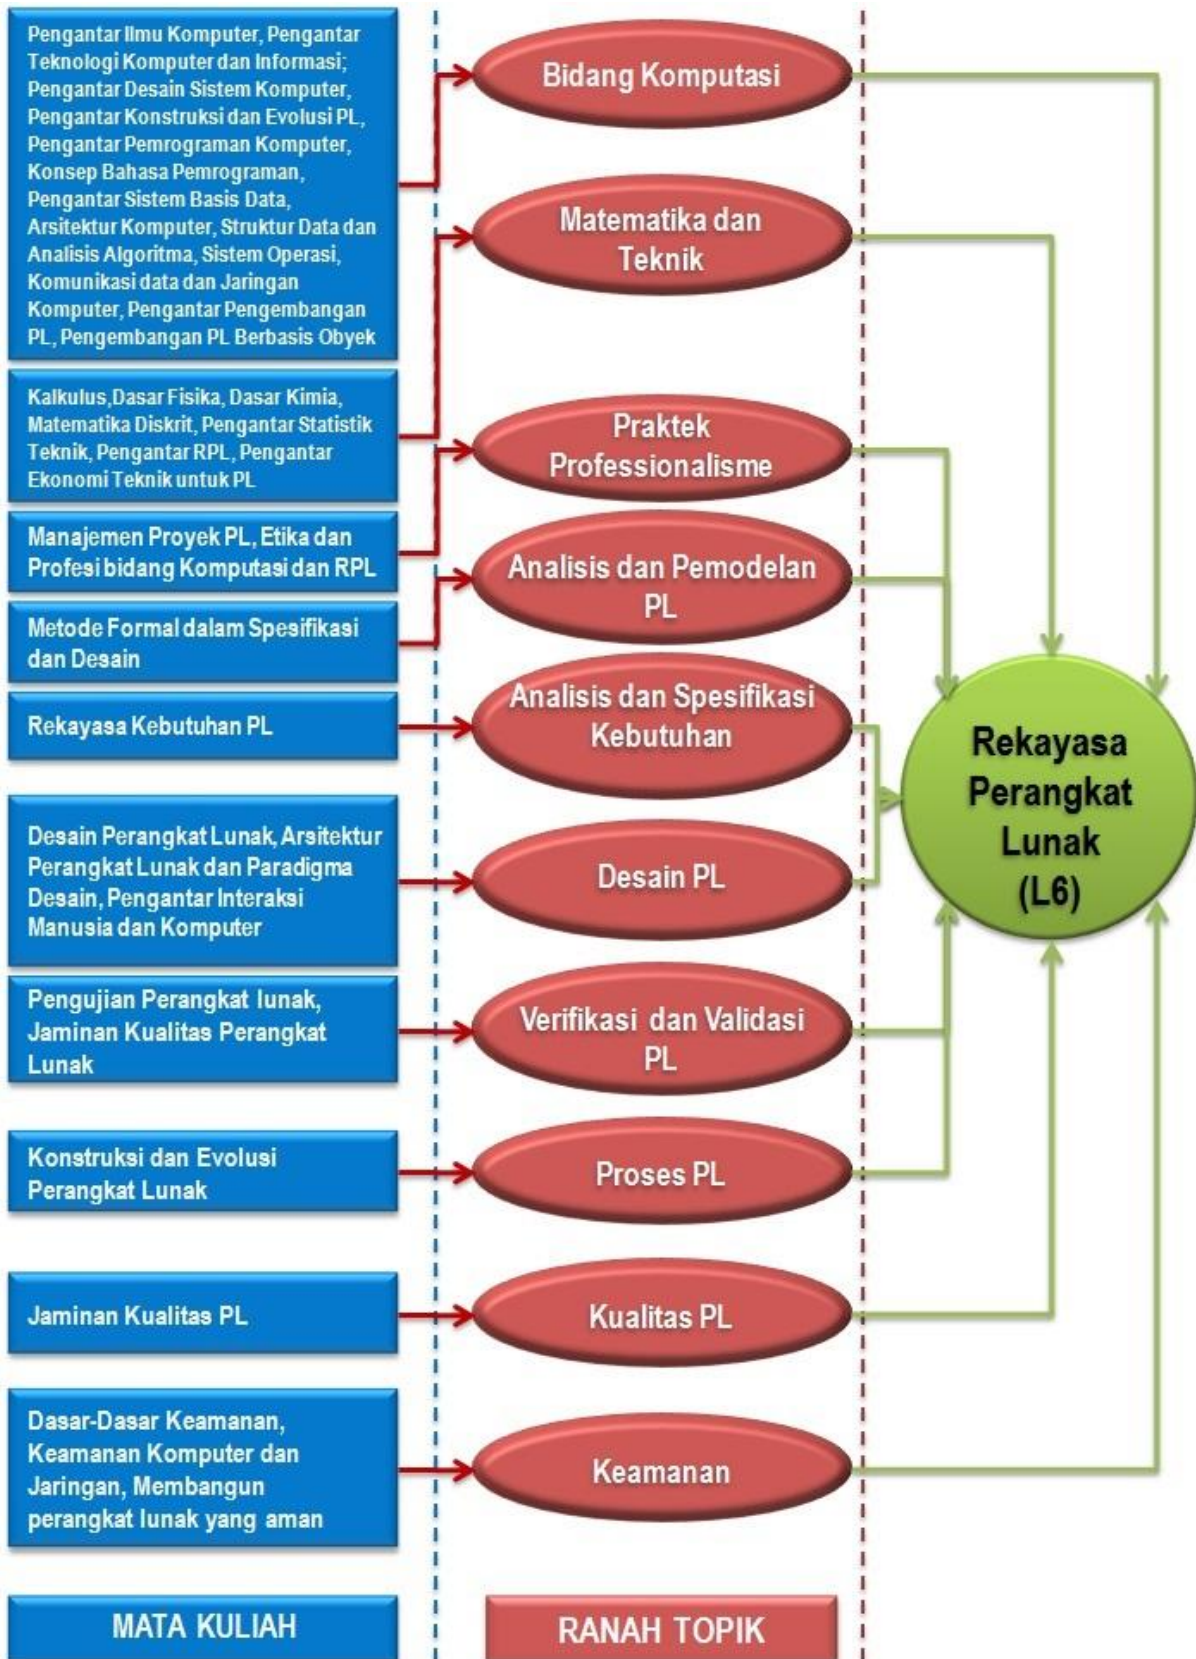 Pengantar Ilmu Komputer, Pengantar
Teknologi Komputer dan Informasi;
Pengantar Desain Sistem Komputer,
Pengantar Konstruksi dan Evolusi PL,
Pengantar Pemrograman Komputer,
Konsep Bahasa Pemrograman,
Pengantar Sistem Basis Data,
Arsitektur Komputer, Struktur Data dan
Analisis Algoritma, Sistem Operasi,
Komunikasi data dan Jaringan
Komputer, Pengantar Pengembangan
PL, Pengembangan PL Berbasis Obyek
Kalkulus,Dasar Fisika, Dasar Kimia,
Matematika Diskrit, Pengantar Statistik
Teknik, Pengantar RPL, Pengantar
Ekonomi Teknik untuk PL
Manajemen Proyek PL, Etika dan
Profesi bidang Komputasi dan RPL
Metode Formal dalam Spesifikasi
dan Desain
Rekayasa Kebutuhan PL
Desain Perangkat Lunak, Arsitektur
Perangkat Lunak dan Paradigma
Desain, Pengantar Interaksi
Manusia dan Komputer
Pengujian Perangkat lunak,
Jaminan Kualitas Perangkat
Lunak
Konstruksi dan Evolusi
Perangkat Lunak
Jaminan Kualitas PL
Dasar-Dasar Keamanan,
Keamanan Komputer dan
Jaringan, Membangun
perangkat lunak yang aman
MATA KULIAH
Bidang Komputasi
Matematika dan
Teknik
Praktek
Professionalisme
Analisis dan Pemodelan
PL
Analisis dan Spesifikasi
Kebutuhan
Desain PL
Verifikasi dan Validasi
PL
Proses PL
Kualitas PL
Keamanan
RANAH TOPIK
Rekayasa
Perangkat
Lunak
(L6)